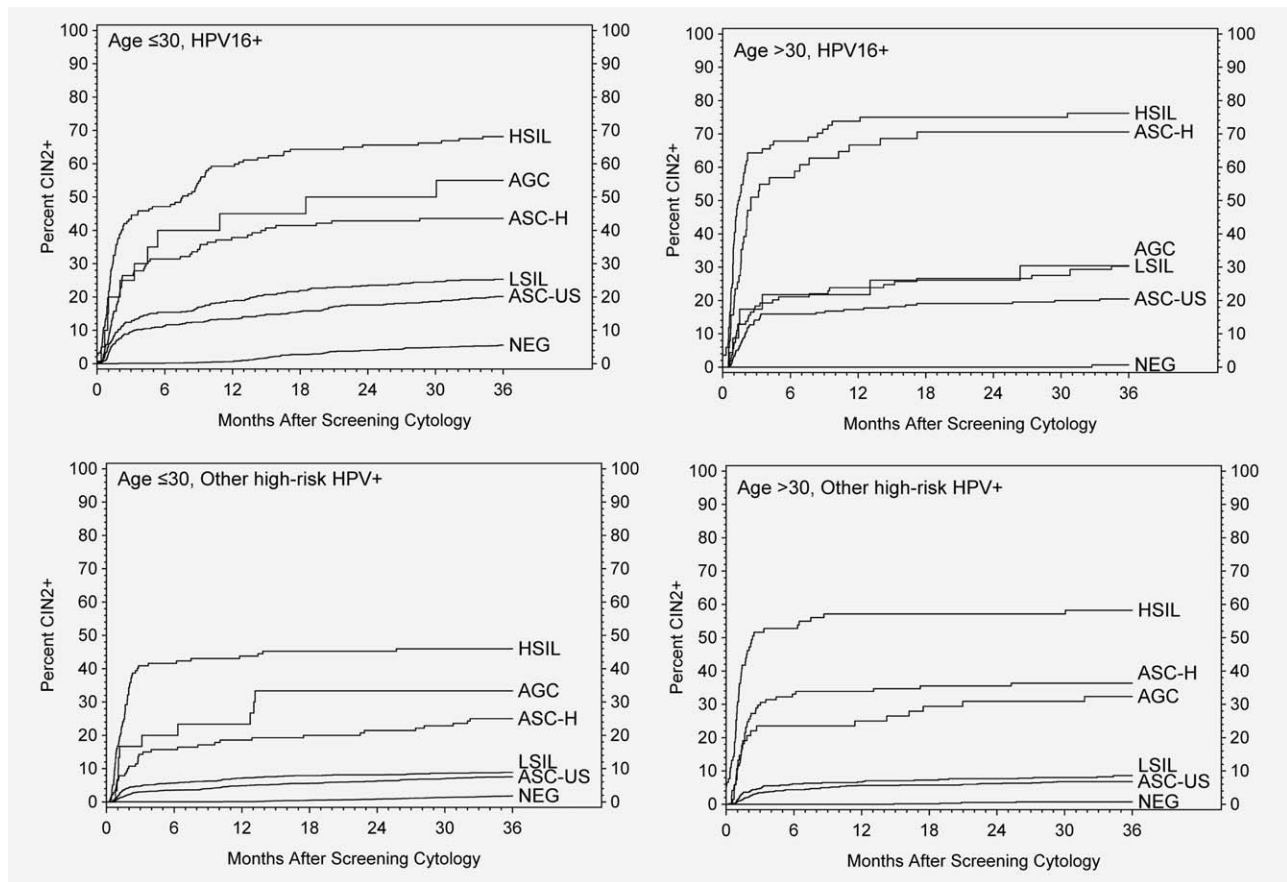 Age ≤30, HPV16+
Percent CIN2+
100
90
80
70
60
50
40
30
20
10
0
100
90
80
70
60
50
40
30
20
10
0
HSIL
AGC
ASC-H
LSIL
ASC-US
NEG
0 6 12 18 24 30 36
Months After Screening Cytology
Age >30, HPV16+
Percent CIN2+
100
90
80
70
60
50
40
30
20
10
0
100
90
80
70
60
50
40
30
20
10
0
HSIL
ASC-H
AGC
LSIL
ASC-US
NEG
0 6 12 18 24 30 36
Months After Screening Cytology
Age ≤30, Other high-risk HPV+
Percent CIN2+
100
90
80
70
60
50
40
30
20
10
0
100
90
80
70
60
50
40
30
20
10
0
HSIL
AGC
ASC-H
LSIL
ASC-US
NEG
0 6 12 18 24 30 36
Months After Screening Cytology
Age >30, Other high-risk HPV+
Percent CIN2+
100
90
80
70
60
50
40
30
20
10
0
100
90
80
70
60
50
40
30
20
10
0
HSIL
ASC-H
AGC
LSIL
ASC-US
NEG
0 6 12 18 24 30 36
Months After Screening Cytology